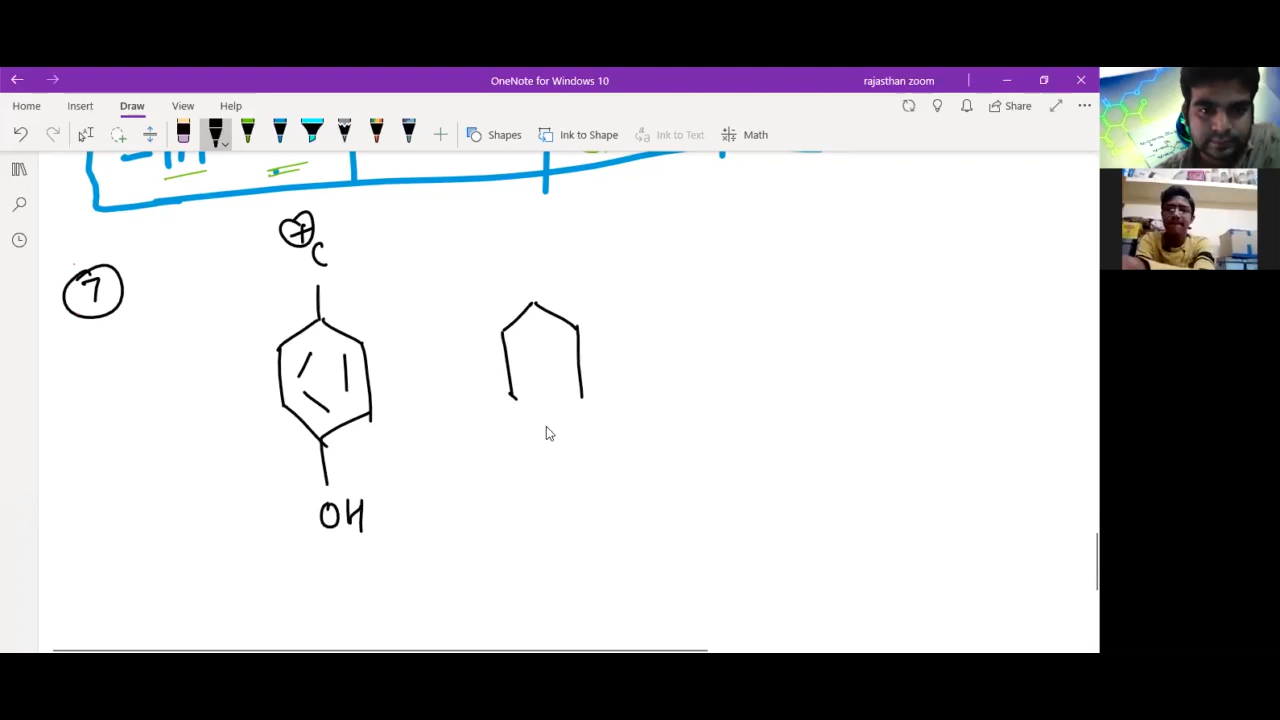 OneNote for Windows 10
rajasthan zoom
Home Insert Draw View Help
Share
Shapes Ink to Shape Ink to Text Math
+
C
7
OH